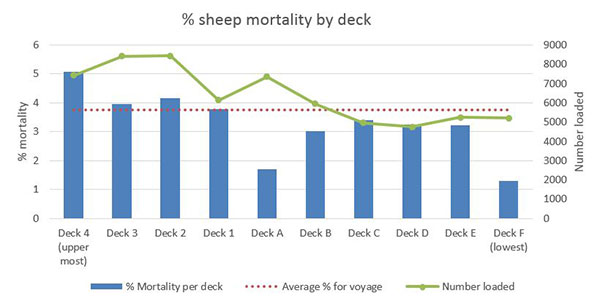 % sheep mortality by deck
% mortality
6
5
4
3
2
1
0
9000
8000
7000
6000
5000
4000
3000
2000
1000
0
Number loaded
Deck 4 (upper most)
Deck 3
Deck 2
Deck 1
Deck A
Deck B
Deck C
Deck D
Deck E
Deck F (lowest)
% Mortality per deck
Average % for voyage
Number loaded